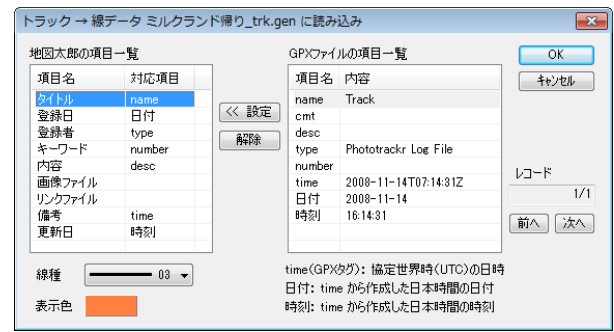 トラック → 線データ ミルクランド帰り_trk.gen に読み込み
地図太郎の項目一覧
項目名 対応項目
タイトル name
登録日 日付
登録者 type
キーワード number
内容 desc
画像ファイル
リンクファイル
備考 time
更新日 時刻
<< 設定
解除
GPXファイルの項目一覧
項目名 内容
name Track
cmt
desc
type Phototrackr Log File
number
time 2008-11-14T07:14:31Z
日付 2008-11-14
時刻 16:14:31
OK
キャンセル
レコード
1/1
前へ 次へ
線種 03
表示色
time(GPXタグ): 協定世界時(UTC)の日時
日付: time から作成した日本時間の日付
時刻: time から作成した日本時間の時刻